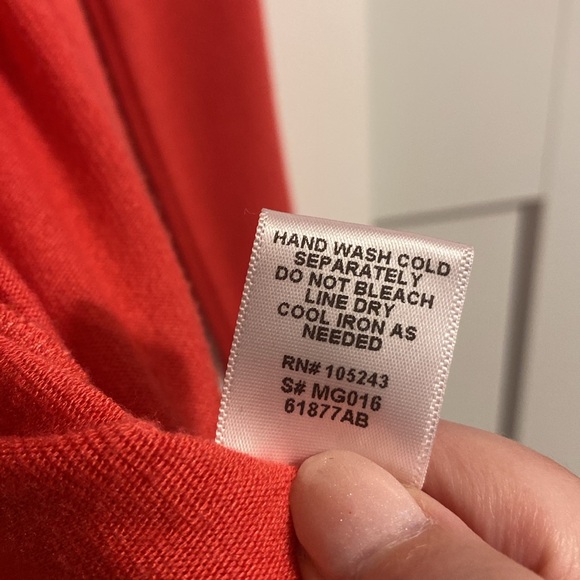 HAND WASH COLD
SEPARATELY
DO NOT BLEACH
LINE DRY
COOL IRON AS
NEEDED
RN# 105243
S# MG016
61877AB